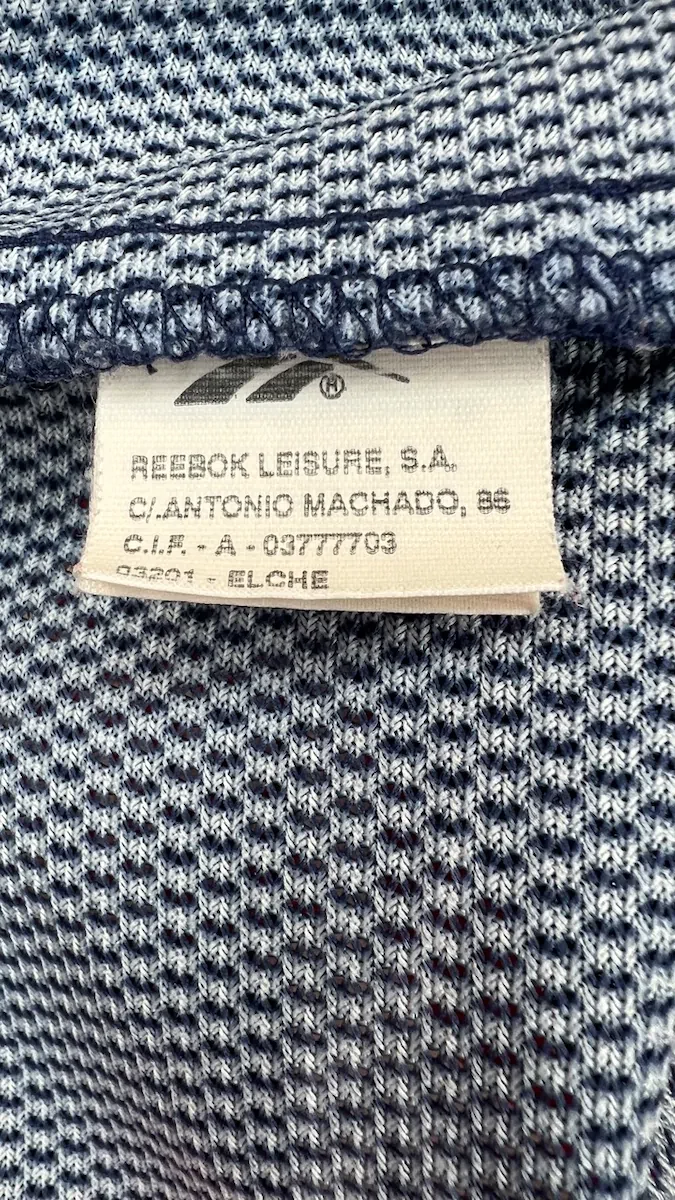 ®
REEBOK LEISURE, S.A.
C/.ANTONIO MACHADO, 86
C.I.F. - A - 03777703
03201 - ELCHE